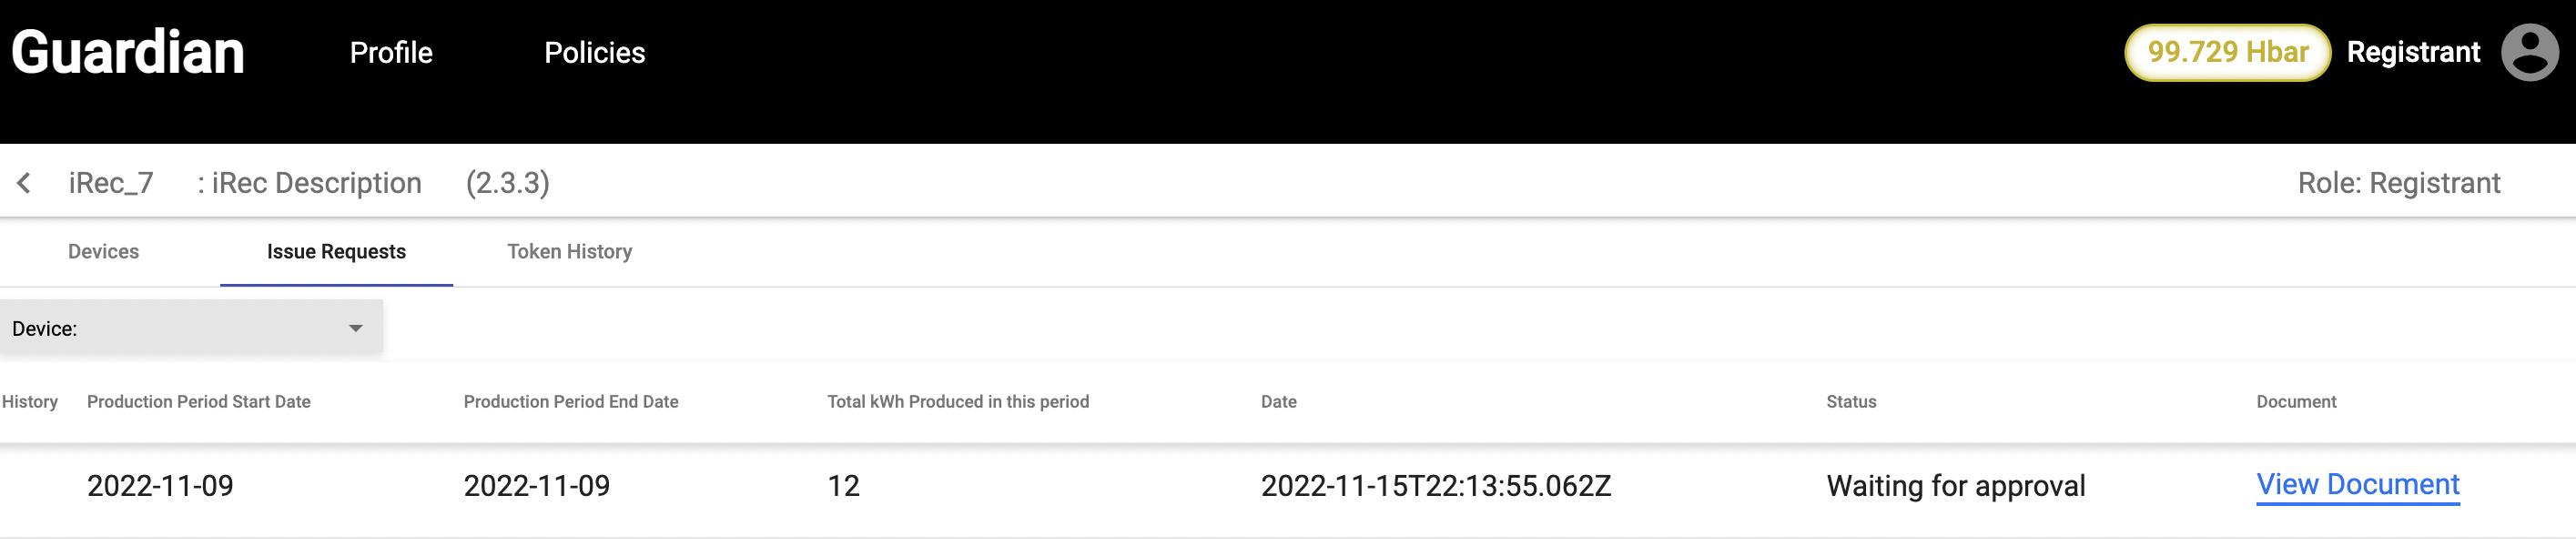 Guardian Profile Policies 99.729 Hbar Registrant
iRec_7 : iRec Description (2.3.3) Role: Registrant
Devices Issue Requests Token History
Device:
History Production Period Start Date Production Period End Date Total kWh Produced in this period Date Status Document
2022-11-09 2022-11-09 12 2022-11-15T22:13:55.062Z Waiting for approval View Document